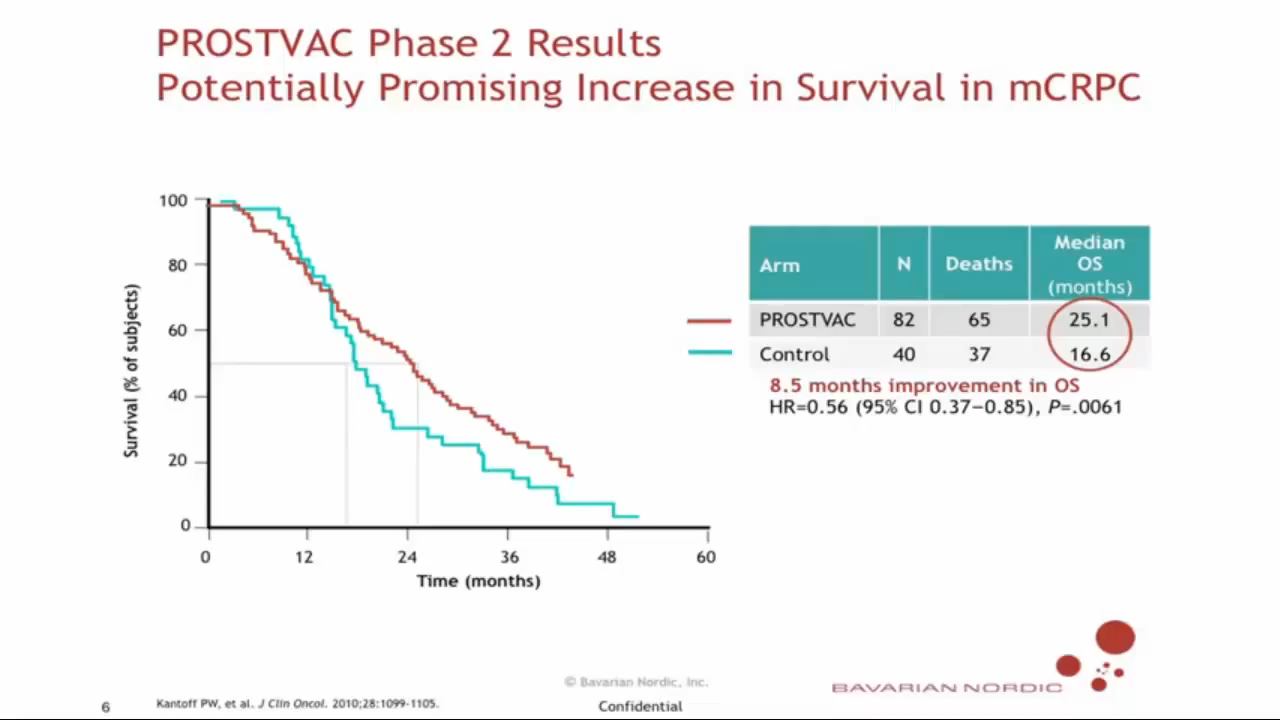 PROSTVAC Phase 2 Results
Potentially Promising Increase in Survival in mCRPC
100
80
60
40
20
0
Survival (% of subjects)
0 12 24 36 48 60
Time (months)
Arm N Deaths Median OS (months)
PROSTVAC 82 65 25.1
Control 40 37 16.6
8.5 months improvement in OS
HR=0.56 (95% CI 0.37–0.85), P=.0061
BAVARIAN NORDIC
© Bavarian Nordic, Inc.
6 Kantoff PW, et al. J Clin Oncol. 2010;28:1099-1105. Confidential